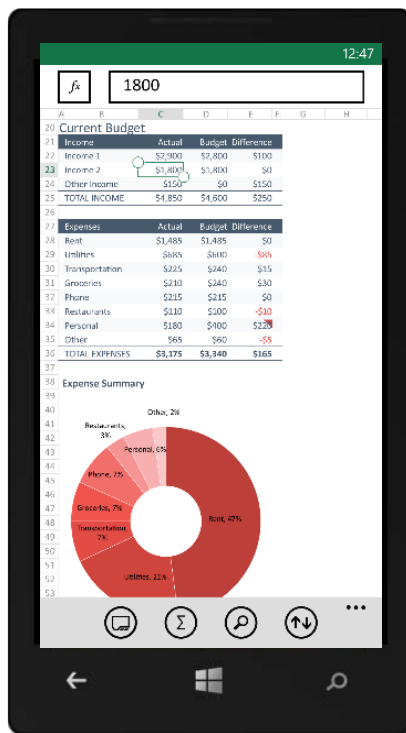 12:47
fx 1800
A B C D E F G H
20 Current Budget
21 Income Actual Budget Difference
22 Income 1 $2,900 $2,800 $100
23 Income 2 $1,800 $1,800 $0
24 Other Income $150 $0 $150
25 TOTAL INCOME $4,850 $4,600 $250
26
27 Expenses Actual Budget Difference
28 Rent $1,485 $1,485 $0
29 Utilities $685 $600 -$85
30 Transportation $225 $240 $15
31 Groceries $210 $240 $30
32 Phone $215 $215 $0
33 Restaurants $110 $100 -$10
34 Personal $180 $400 $220
35 Other $65 $60 -$5
36 TOTAL EXPENSES $3,175 $3,340 $165
37
38 Expense Summary
39
40 Other, 2%
41 Restaurants,
42 3%
43 Personal, 6%
44
45 Phone, 7%
46
47 Groceries, 7%
48 Rent, 47%
49 Transportation,
50 7%
51
52 Utilities, 21%
53
Σ